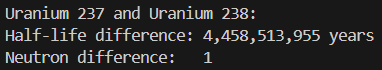 Uranium 237 and Uranium 238:
Half-life difference: 4,458,513,955 years
Neutron difference:   1